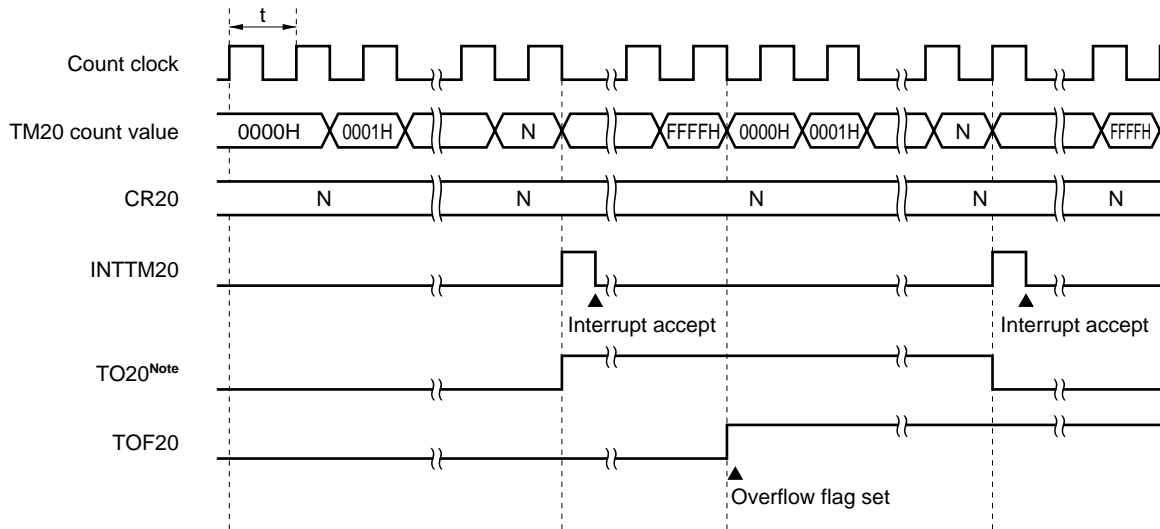 t
Count clock
TM20 count value 0000H 0001H N FFFFH 0000H 0001H N FFFFH
CR20 N N N N N
INTTM20
Interrupt accept Interrupt accept
TO20Note
TOF20
Overflow flag set